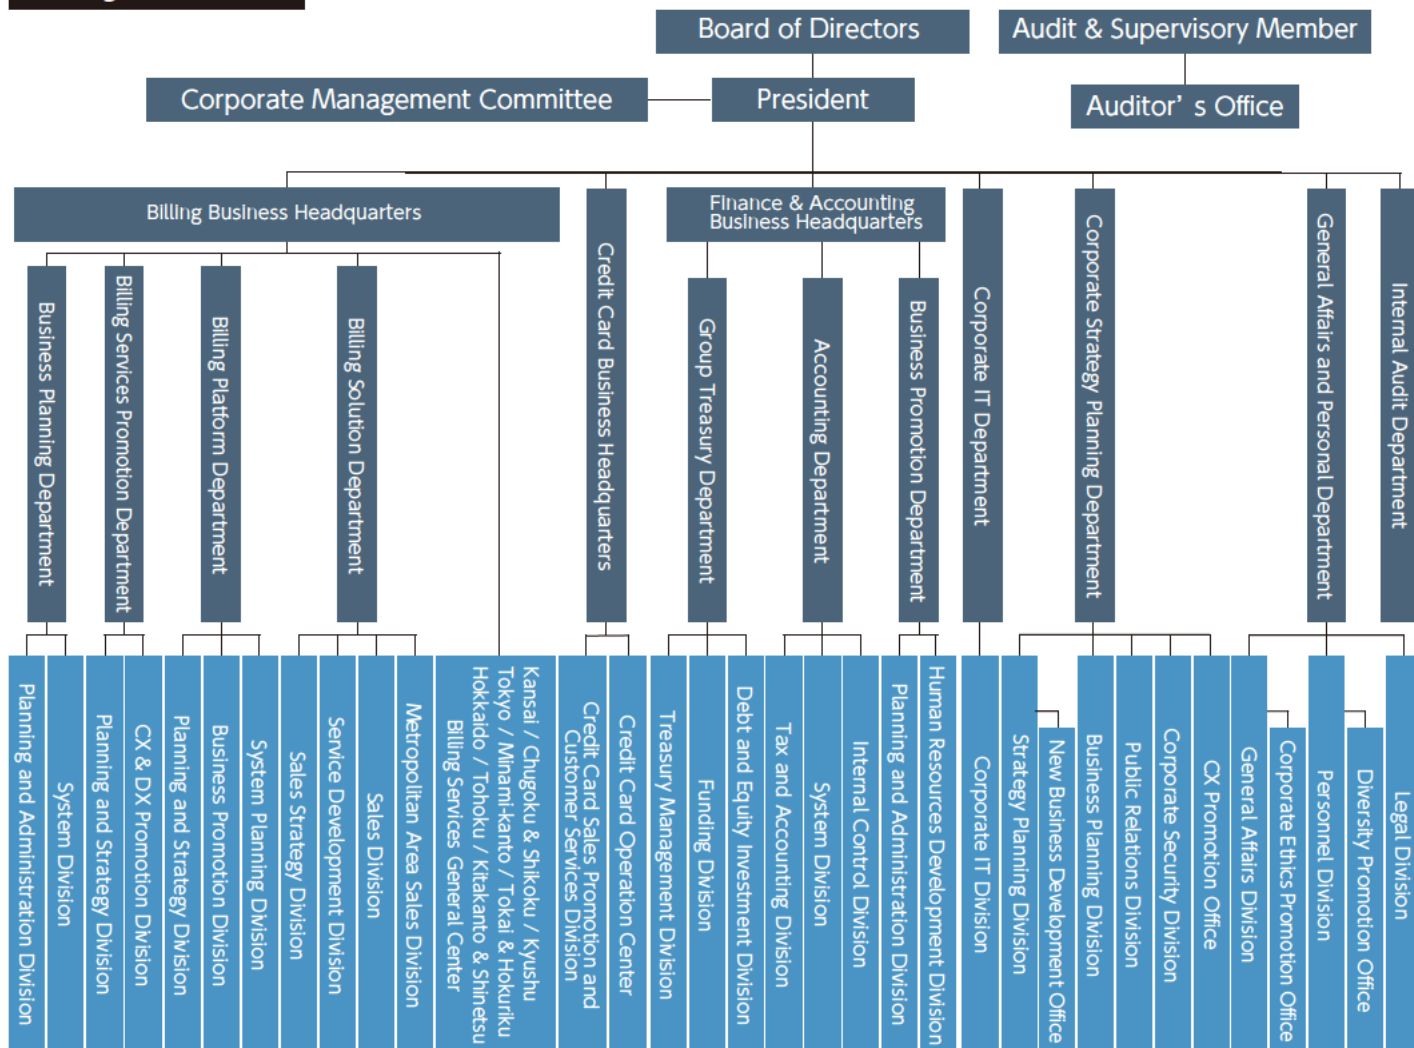 Board of Directors
Audit & Supervisory Member
Corporate Management Committee
President
Auditor’s Office
Billing Business Headquarters
Credit Card Business Headquarters
Finance & Accounting
Business Headquarters
Corporate IT Department
Corporate Strategy Planning Department
General Affairs and Personal Department
Internal Audit Department
Business Planning Department
Billing Services Promotion Department
Billing Platform Department
Billing Solution Department
Group Treasury Department
Accounting Department
Business Promotion Department
Planning and Administration Division
System Division
Planning and Strategy Division
CX & DX Promotion Division
Planning and Strategy Division
Business Promotion Division
System Planning Division
Sales Strategy Division
Service Development Division
Sales Division
Metropolitan Area Sales Division
Kansai / Chugoku & Shikoku / Kyushu
Tokyo / Minami-kanto / Tokai & Hokuriku
Hokkaido / Tohoku / Kitakanto & Shinetsu
Billing Services General Center
Credit Card Sales Promotion and
Customer Services Division
Credit Card Operation Center
Treasury Management Division
Funding Division
Debt and Equity Investment Division
Tax and Accounting Division
System Division
Internal Control Division
Planning and Administration Division
Human Resources Development Division
Corporate IT Division
Strategy Planning Division
New Business Development Office
Business Planning Division
Public Relations Division
Corporate Security Division
CX Promotion Office
General Affairs Division
Corporate Ethics Promotion Office
Personnel Division
Diversity Promotion Office
Legal Division